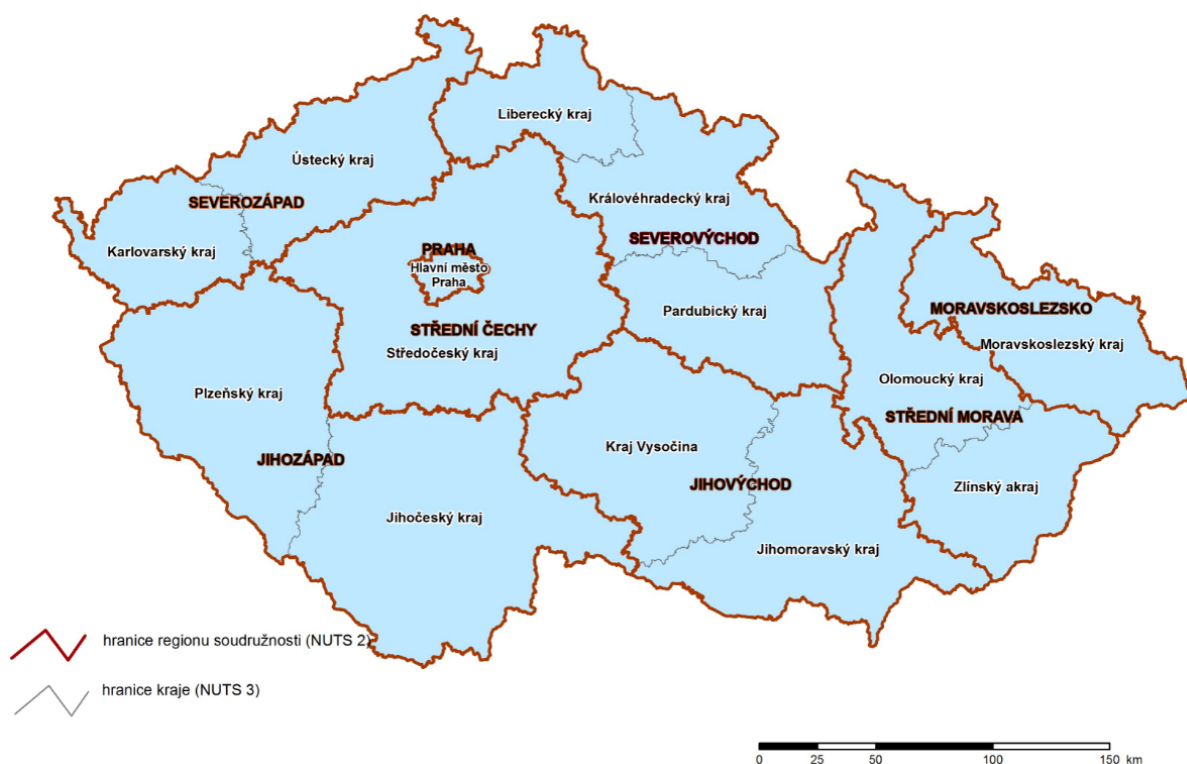 Liberecký kraj
Ústecký kraj
Královéhradecký kraj
SEVEROZÁPAD
SEVEROVÝCHOD
Karlovarský kraj
PRAHA
Hlavní město
Praha
Pardubický kraj
MORAVSKOSLEZSKO
STŘEDNÍ ČECHY
Středočeský kraj
Moravskoslezský kraj
Olomoucký kraj
Plzeňský kraj
STŘEDNÍ MORAVA
Kraj Vysočina
JIHOZÁPAD
JIHOVÝCHOD
Zlínský akraj
Jihočeský kraj
Jihomoravský kraj
hranice regionu soudružnosti (NUTS 2)
hranice kraje (NUTS 3)
0 25 50 100 150 km